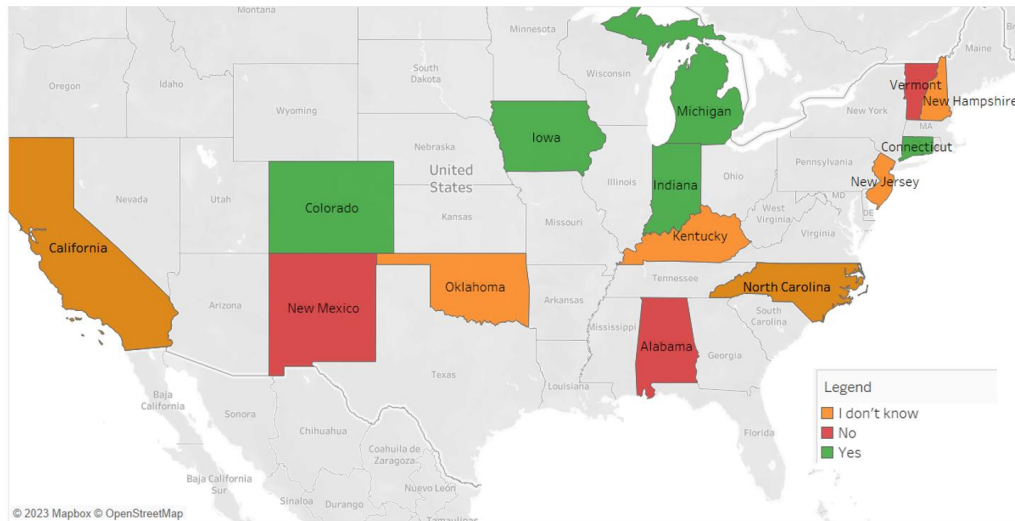 Montana
Minnesota
Maine
Oregon
Idaho
South
Dakota
Wisconsin
Michigan
Vermont
New Hampshire
New York
MA
Wyoming
Iowa
Connecticut
Nebraska
United
States
Pennsylvania
New Jersey
Nevada
Utah
Colorado
Kansas
Illinois
Indiana
Ohio
MD
DE
West
Virginia
Virginia
Missouri
Kentucky
California
Tennessee
North Carolina
Arizona
New Mexico
Oklahoma
Arkansas
South
Carolina
Mississippi
Alabama
Georgia
Texas
Louisiana
Florida
Baja
California
Sonora
Chihuahua
Coahuila de
Zaragoza
Baja California
Sur
Sinaloa
Durango
Nuevo León
Tamaulipas
Legend
I don't know
No
Yes
© 2023 Mapbox © OpenStreetMap